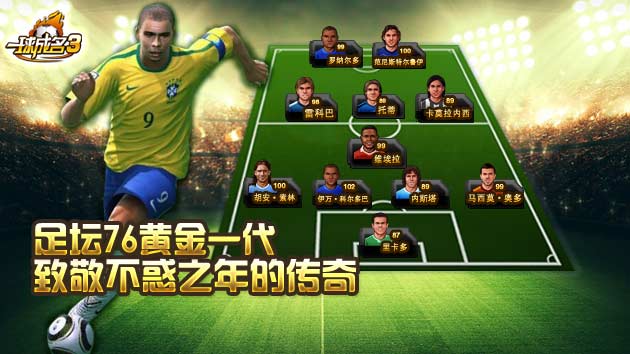 一球成名3
99
罗纳尔多
100
范尼斯特尔鲁伊
98
雷科巴
89
托蒂
89
卡莫拉内西
99
维埃拉
100
胡安·索林
102
伊万·科尔多巴
89
内斯塔
99
马西莫·奥多
87
里卡多
9
9
足坛76黄金一代
致敬不惑之年的传奇